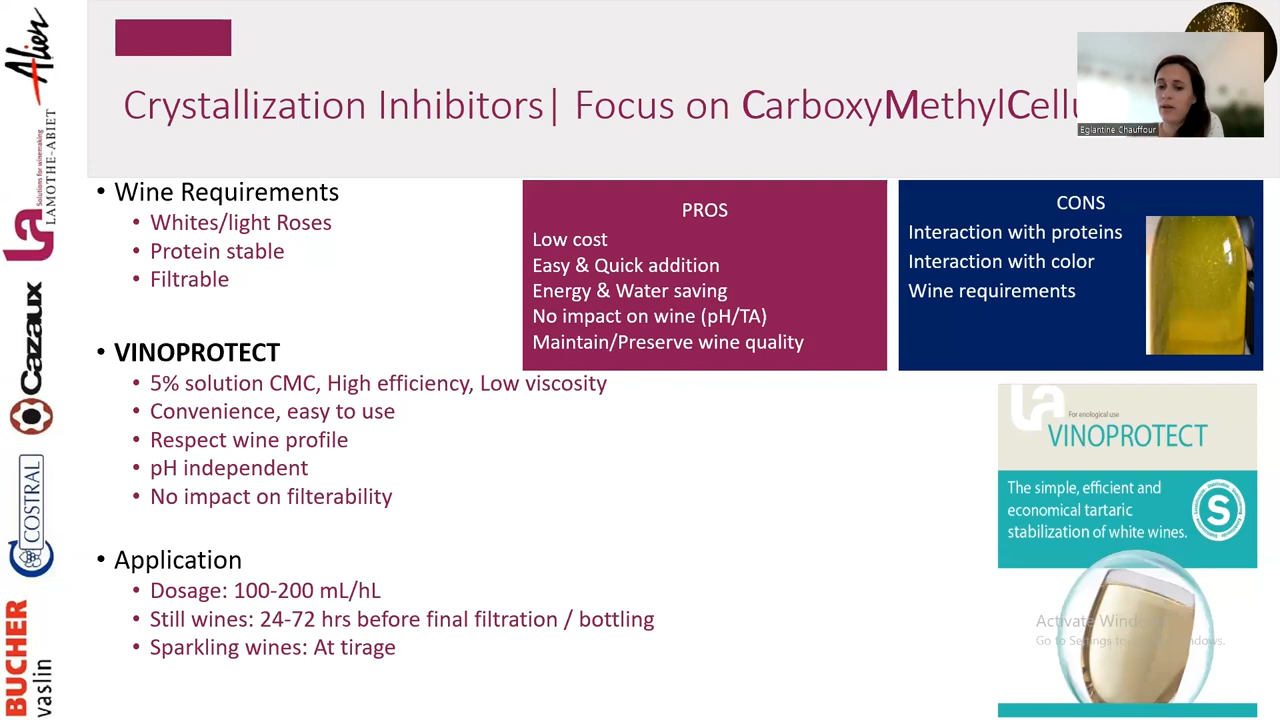 Alien
Solutions for winemaking
La
LAMOTHE-ABIET
Cazaux
COSTRAL
BUCHER
vaslin
Crystallization Inhibitors| Focus on CarboxyMethylCellu
Eglantine Chauffour
• Wine Requirements
• Whites/light Roses
• Protein stable
• Filtrable
PROS
Low cost
Easy & Quick addition
Energy & Water saving
No impact on wine (pH/TA)
Maintain/Preserve wine quality
CONS
Interaction with proteins
Interaction with color
Wine requirements
• VINOPROTECT
• 5% solution CMC, High efficiency, Low viscosity
• Convenience, easy to use
• Respect wine profile
• pH independent
• No impact on filterability
• Application
• Dosage: 100-200 mL/hL
• Still wines: 24-72 hrs before final filtration / bottling
• Sparkling wines: At tirage
La
For enological use
VINOPROTECT
The simple, efficient and
economical tartaric
stabilization of white wines.
S
Activate Windo
Go to Se
ndows.